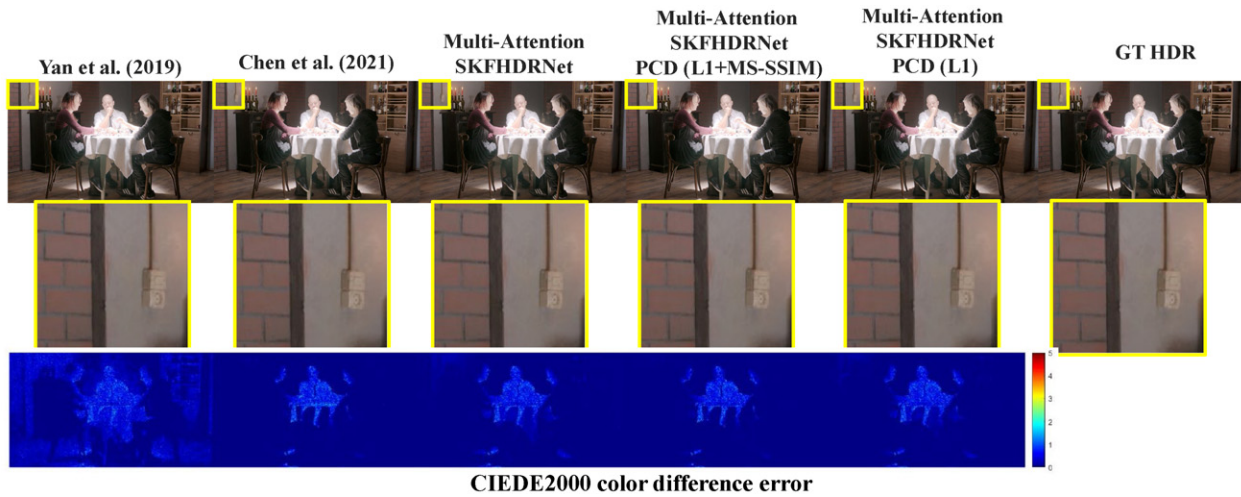 Yan et al. (2019)
Chen et al. (2021)
Multi-Attention
SKFHDRNet
Multi-Attention
SKFHDRNet
PCD (L1+MS-SSIM)
Multi-Attention
SKFHDRNet
PCD (L1)
GT HDR
5
4
3
2
1
0
CIEDE2000 color difference error